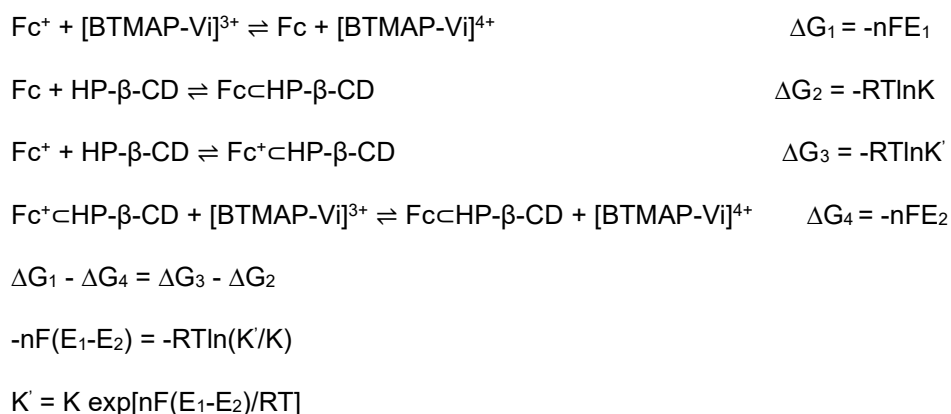 Fc⁺ + [BTMAP-Vi]³⁺ ⇌ Fc + [BTMAP-Vi]⁴⁺ ΔG₁ = -nFE₁
Fc + HP-β-CD ⇌ Fc⊂HP-β-CD ΔG₂ = -RTlnK
Fc⁺ + HP-β-CD ⇌ Fc⁺⊂HP-β-CD ΔG₃ = -RTlnK'
Fc⁺⊂HP-β-CD + [BTMAP-Vi]³⁺ ⇌ Fc⊂HP-β-CD + [BTMAP-Vi]⁴⁺ ΔG₄ = -nFE₂
ΔG₁ - ΔG₄ = ΔG₃ - ΔG₂
-nF(E₁-E₂) = -RTln(K'/K)
K' = K exp[nF(E₁-E₂)/RT]